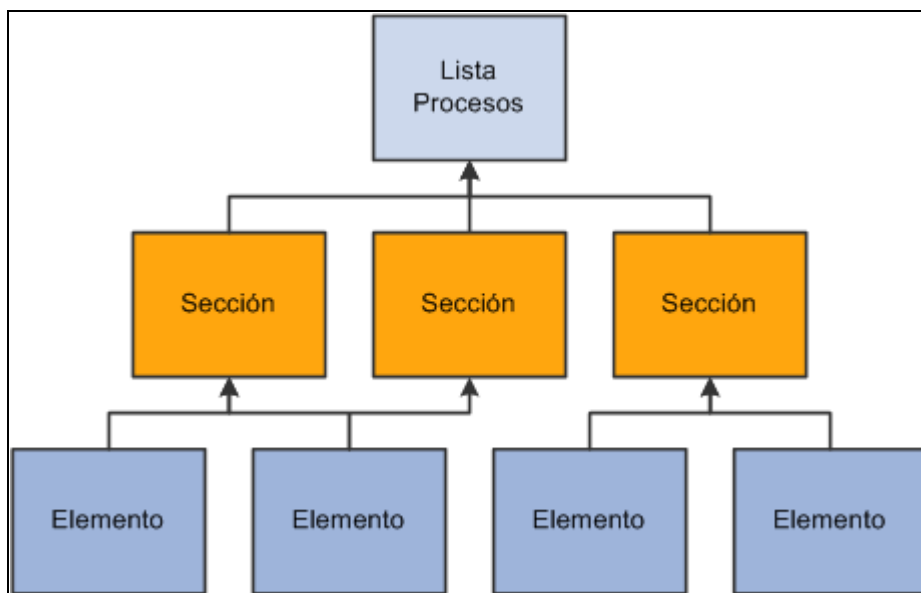 Lista
Procesos
Sección
Sección
Sección
Elemento
Elemento
Elemento
Elemento